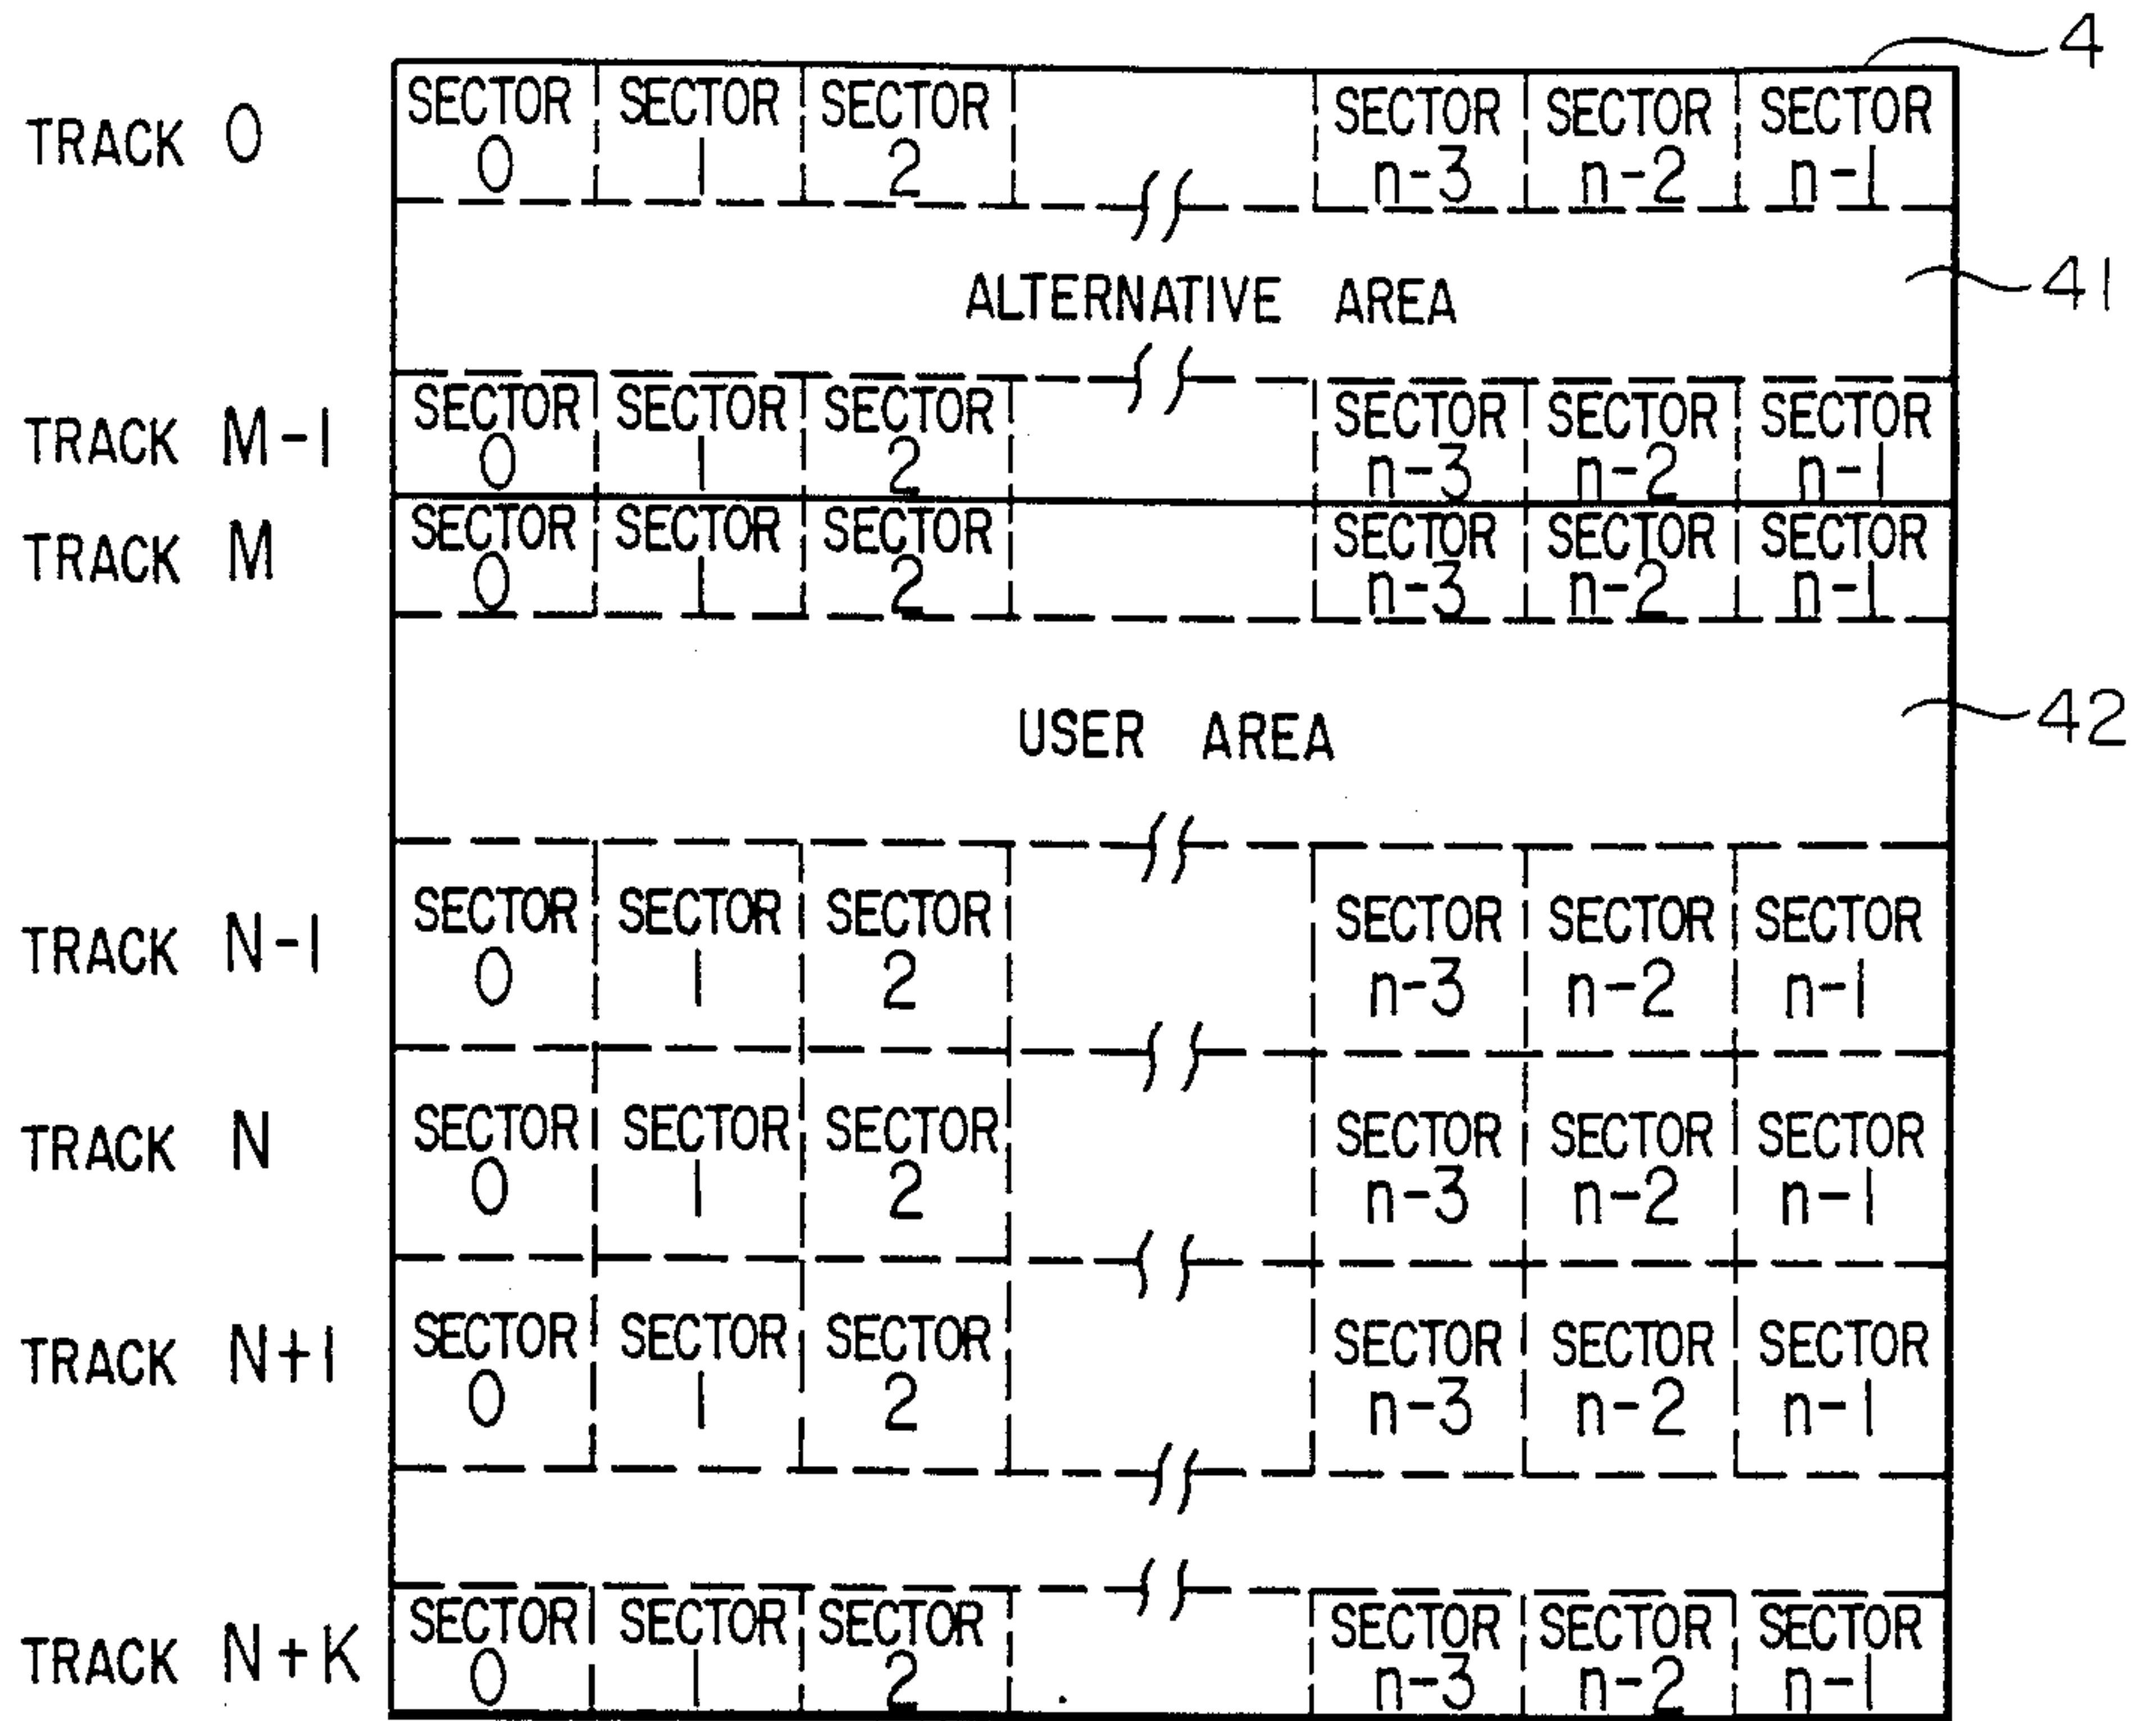 4
TRACK 0 SECTOR 0 SECTOR 1 SECTOR 2 SECTOR n-3 SECTOR n-2 SECTOR n-1
ALTERNATIVE AREA 41
TRACK M-1 SECTOR 0 SECTOR 1 SECTOR 2 SECTOR n-3 SECTOR n-2 SECTOR n-1
TRACK M SECTOR 0 SECTOR 1 SECTOR 2 SECTOR n-3 SECTOR n-2 SECTOR n-1
USER AREA 42
TRACK N-1 SECTOR 0 SECTOR 1 SECTOR 2 SECTOR n-3 SECTOR n-2 SECTOR n-1
TRACK N SECTOR 0 SECTOR 1 SECTOR 2 SECTOR n-3 SECTOR n-2 SECTOR n-1
TRACK N+1 SECTOR 0 SECTOR 1 SECTOR 2 SECTOR n-3 SECTOR n-2 SECTOR n-1
TRACK N+K SECTOR 0 SECTOR 1 SECTOR 2 SECTOR n-3 SECTOR n-2 SECTOR n-1